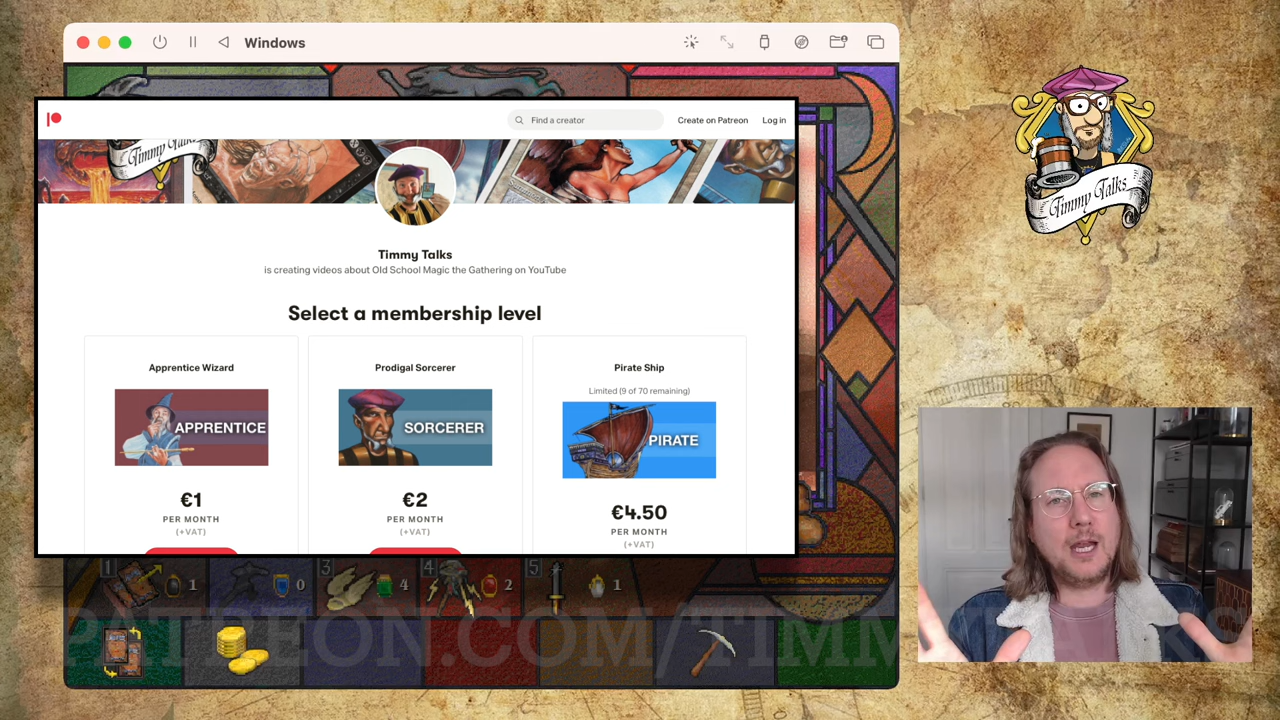 Windows
Find a creator
Create on Patreon
Log in
Timmy Talks
Timmy Talks
Timmy Talks
is creating videos about Old School Magic the Gathering on YouTube
Select a membership level
Apprentice Wizard
Prodigal Sorcerer
Pirate Ship
Limited (9 of 70 remaining)
APPRENTICE
SORCERER
PIRATE
€1
€2
€4.50
PER MONTH
PER MONTH
PER MONTH
(+VAT)
(+VAT)
(+VAT)
1
1
0
3
4
4
2
5
1
PATREON.COM/TIMMYTALKS